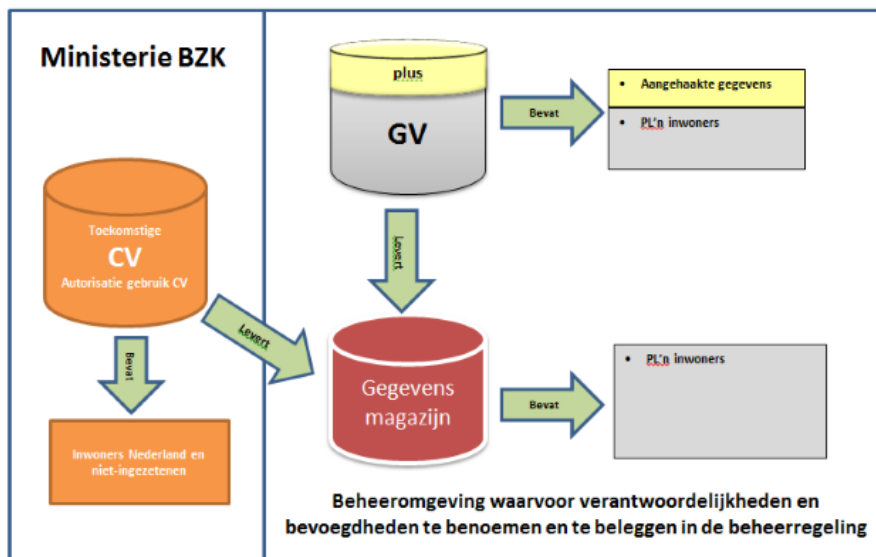 Ministerie BZK
Toekomstige
CV
Autorisatie gebruik CV
Bevat
Inwoners Nederland en
niet-ingezetenen
Levert
plus
GV
Bevat
• Aangehaakte gegevens
• PL'n inwoners
Levert
Gegevens
magazijn
Bevat
• PL'n inwoners
Beheeromgeving waarvoor verantwoordelijkheden en
bevoegdheden te benoemen en te beleggen in de beheerregeling